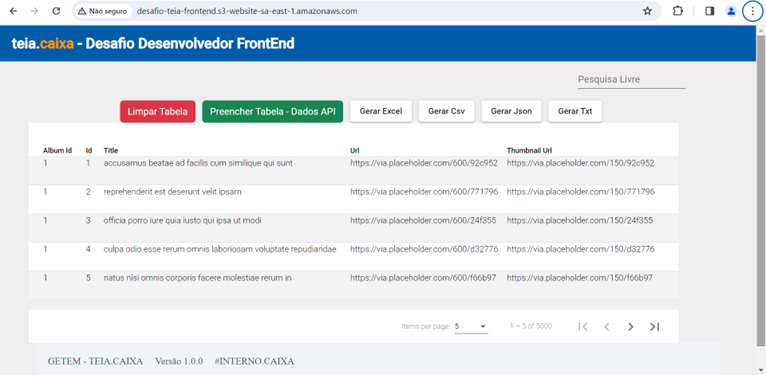 Não seguro desafio-teia-frontend.s3-website-sa-east-1.amazonaws.com
teia.caixa - Desafio Desenvolvedor FrontEnd
Pesquisa Livre
Limpar Tabela Preencher Tabela - Dados API Gerar Excel Gerar Csv Gerar Json Gerar Txt
Album Id Id Title Url Thumbnail Url
1 1 accusamus beatae ad facilis cum similique qui sunt https://via.placeholder.com/600/92c952 https://via.placeholder.com/150/92c952
1 2 reprehenderit est deserunt velit ipsam https://via.placeholder.com/600/771796 https://via.placeholder.com/150/771796
1 3 officia porro iure quia iusto qui ipsa ut modi https://via.placeholder.com/600/24f355 https://via.placeholder.com/150/24f355
1 4 culpa odio esse rerum omnis laboriosam voluptate repudiandae https://via.placeholder.com/600/d32776 https://via.placeholder.com/150/d32776
1 5 natus nisi omnis corporis facere molestiae rerum in https://via.placeholder.com/600/f66b97 https://via.placeholder.com/150/f66b97
Items per page: 5 1 – 5 of 5000
GETEM - TEIA.CAIXA Versão 1.0.0 #INTERNO.CAIXA